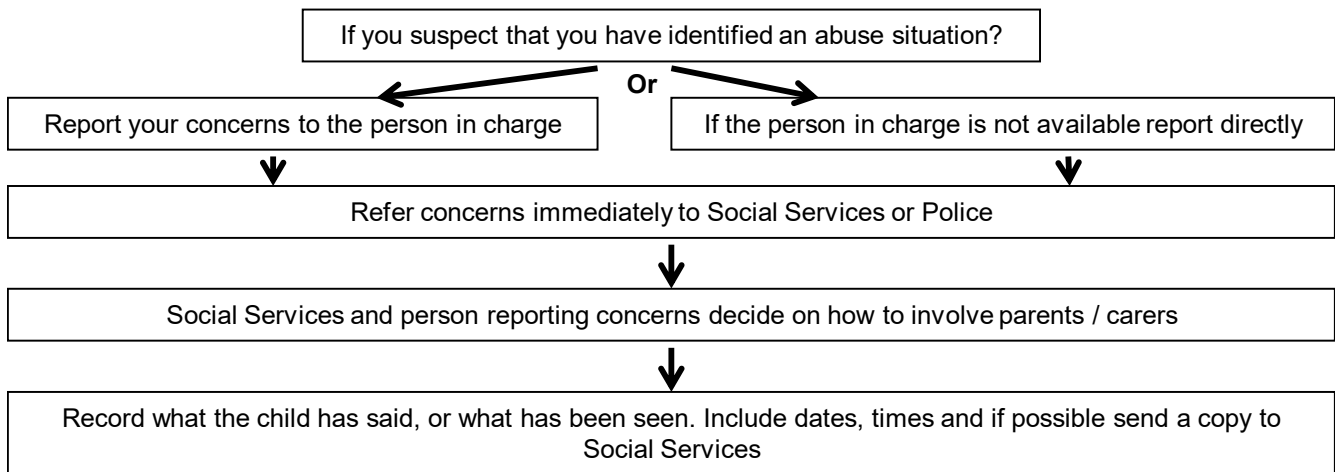 If you suspect that you have identified an abuse situation?
Or
Report your concerns to the person in charge
If the person in charge is not available report directly
Refer concerns immediately to Social Services or Police
Social Services and person reporting concerns decide on how to involve parents / carers
Record what the child has said, or what has been seen. Include dates, times and if possible send a copy to
Social Services